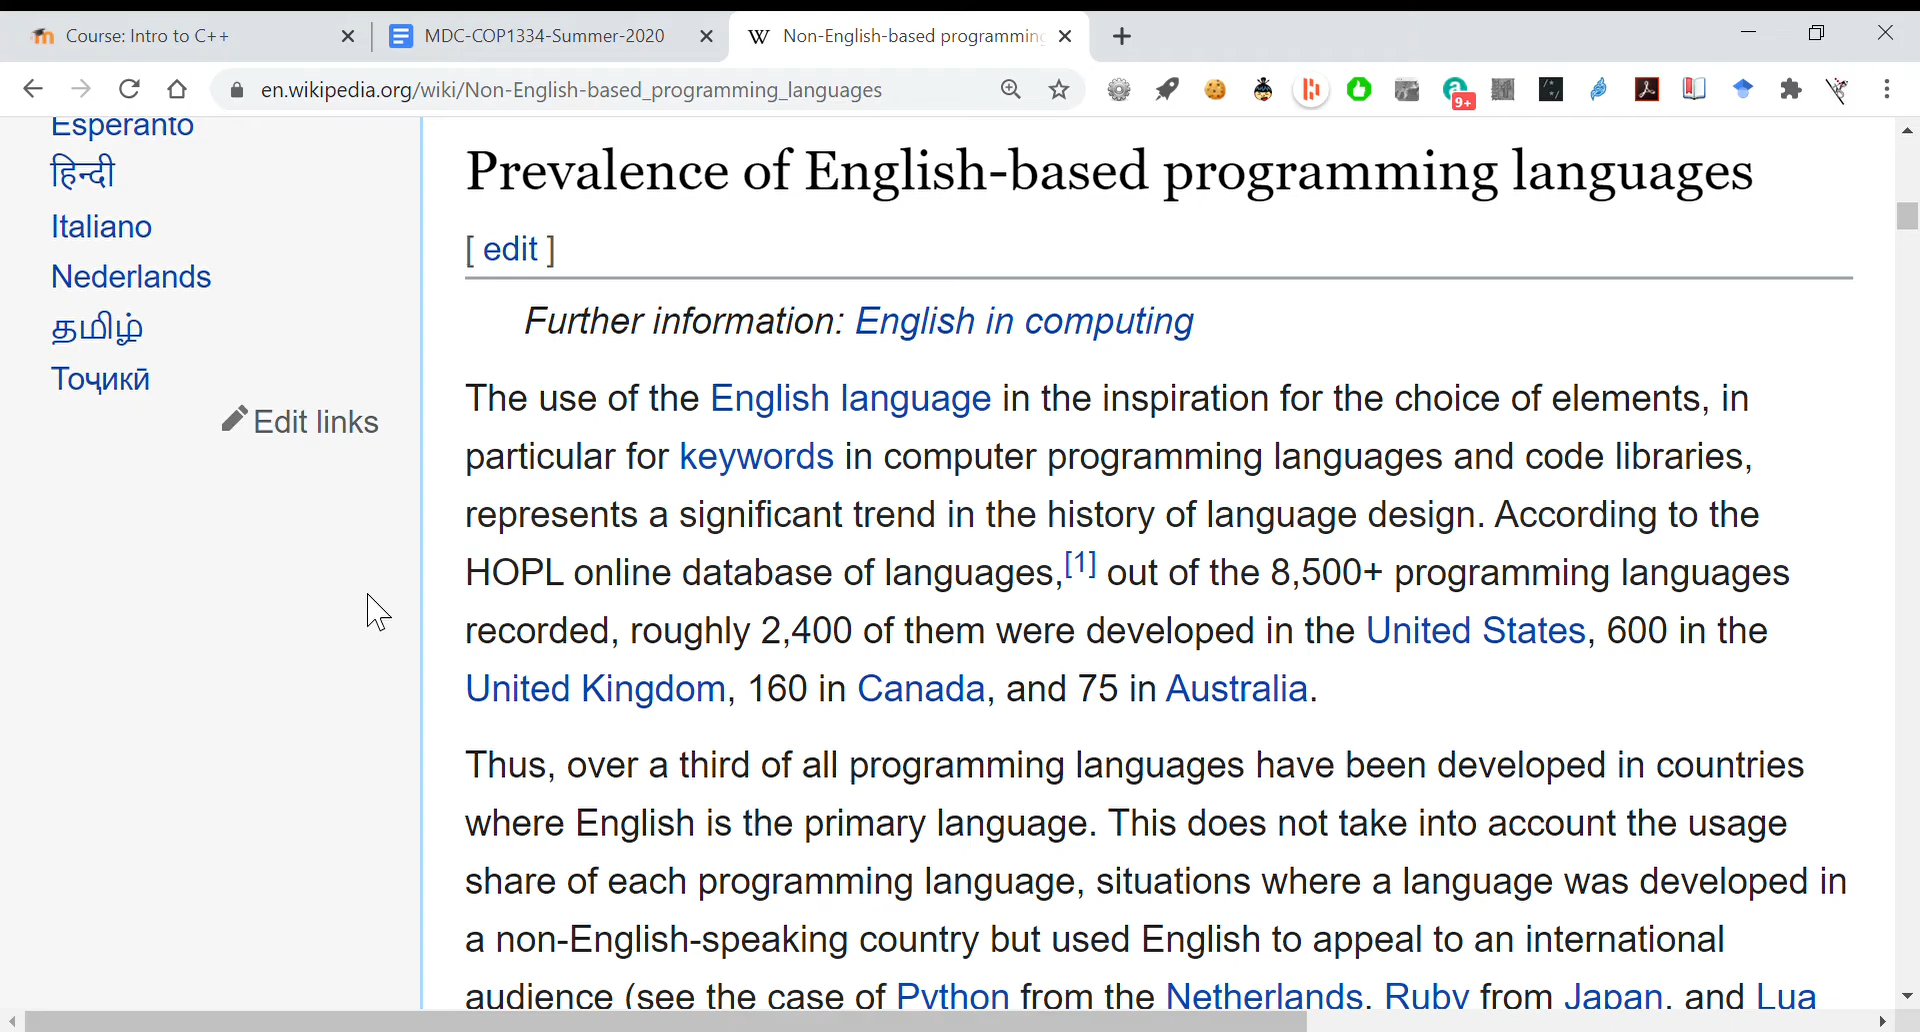 Course: Intro to C++
MDC-COP1334-Summer-2020
W Non-English-based programming
en.wikipedia.org/wiki/Non-English-based_programming_languages
9+
Esperanto
हिन्दी
Italiano
Nederlands
தமிழ்
Тоҷикӣ
Edit links
Prevalence of English-based programming languages
[ edit ]
Further information: English in computing
The use of the English language in the inspiration for the choice of elements, in
particular for keywords in computer programming languages and code libraries,
represents a significant trend in the history of language design. According to the
HOPL online database of languages,[1] out of the 8,500+ programming languages
recorded, roughly 2,400 of them were developed in the United States, 600 in the
United Kingdom, 160 in Canada, and 75 in Australia.
Thus, over a third of all programming languages have been developed in countries
where English is the primary language. This does not take into account the usage
share of each programming language, situations where a language was developed in
a non-English-speaking country but used English to appeal to an international
audience (see the case of Python from the Netherlands, Ruby from Japan, and Lua